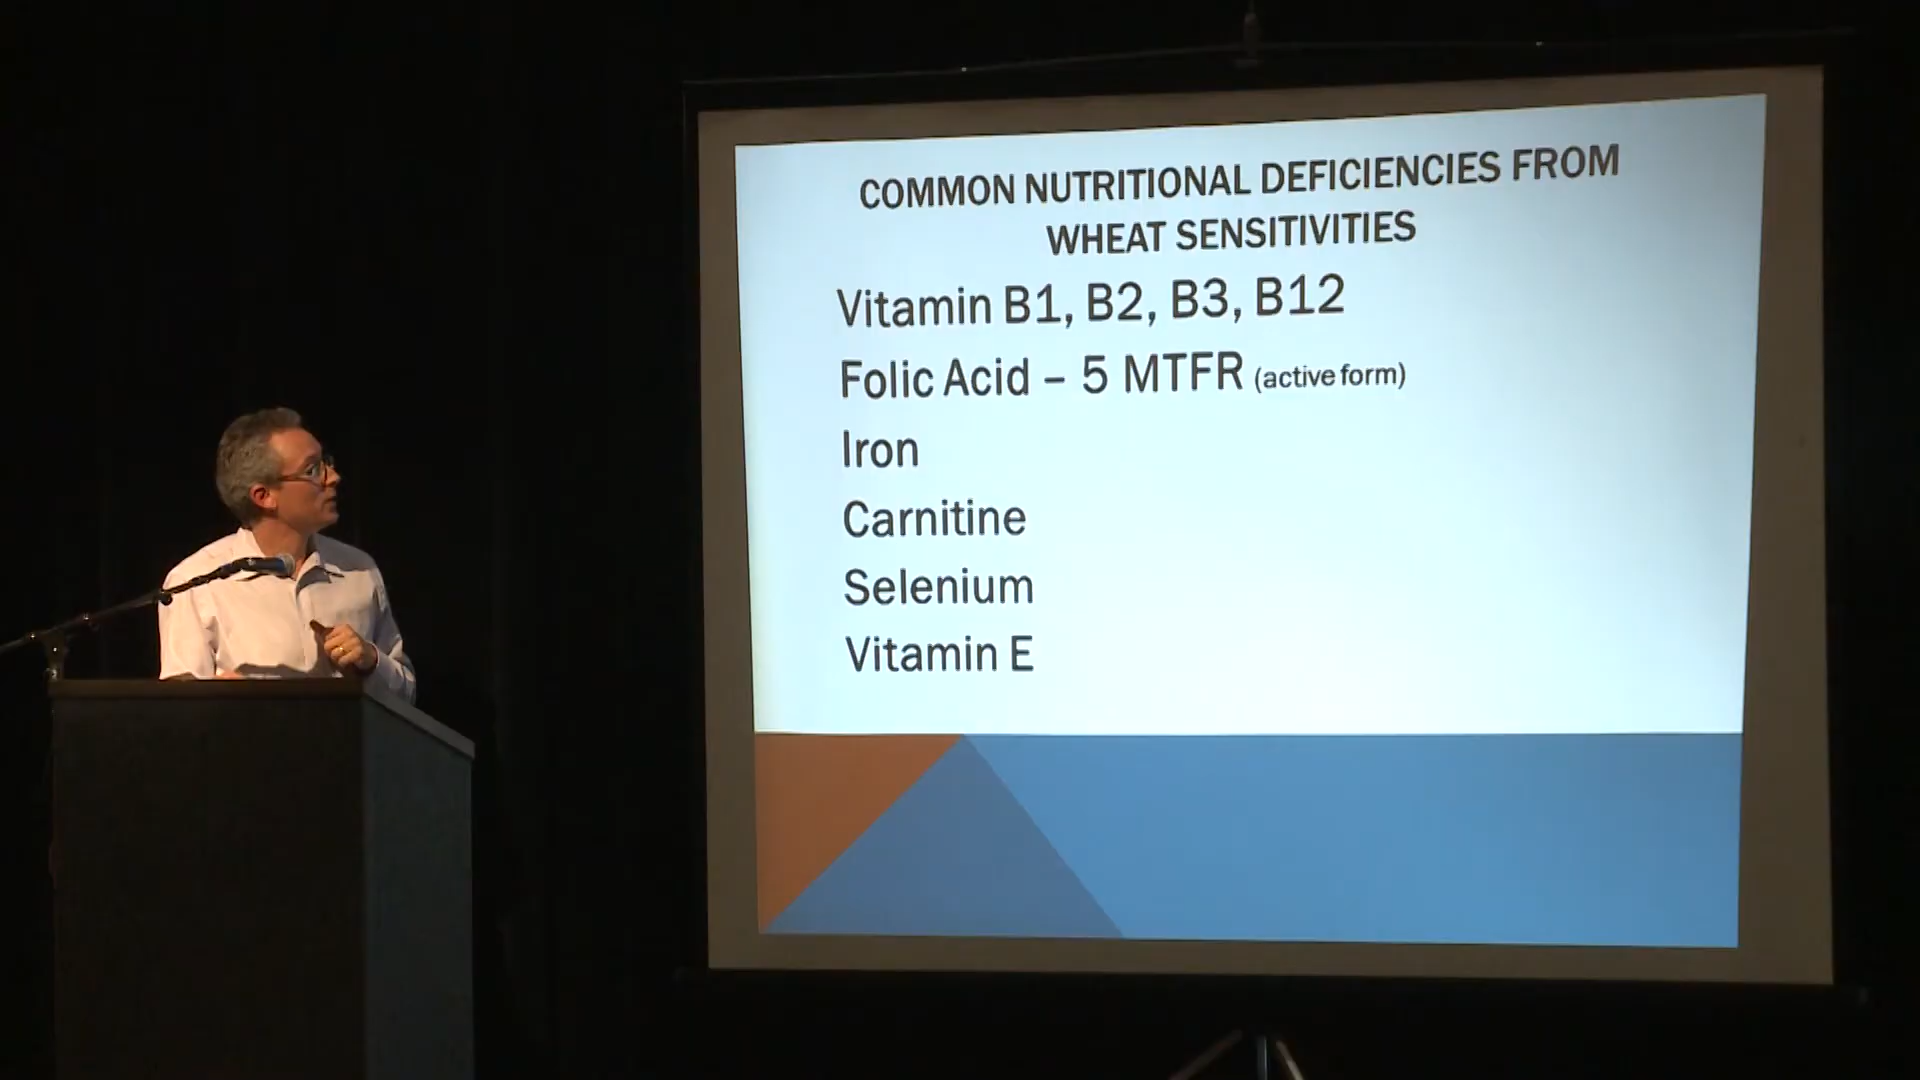 COMMON NUTRITIONAL DEFICIENCIES FROM
WHEAT SENSITIVITIES
Vitamin B1, B2, B3, B12
Folic Acid – 5 MTFR (active form)
Iron
Carnitine
Selenium
Vitamin E